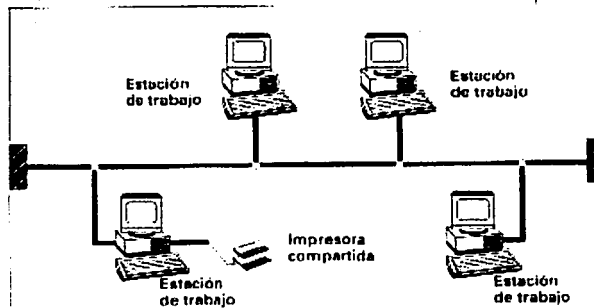 Estación
de trabajo
Estación
de trabajo
Impresora
compartida
Estación
de trabajo
Estación
de trabajo